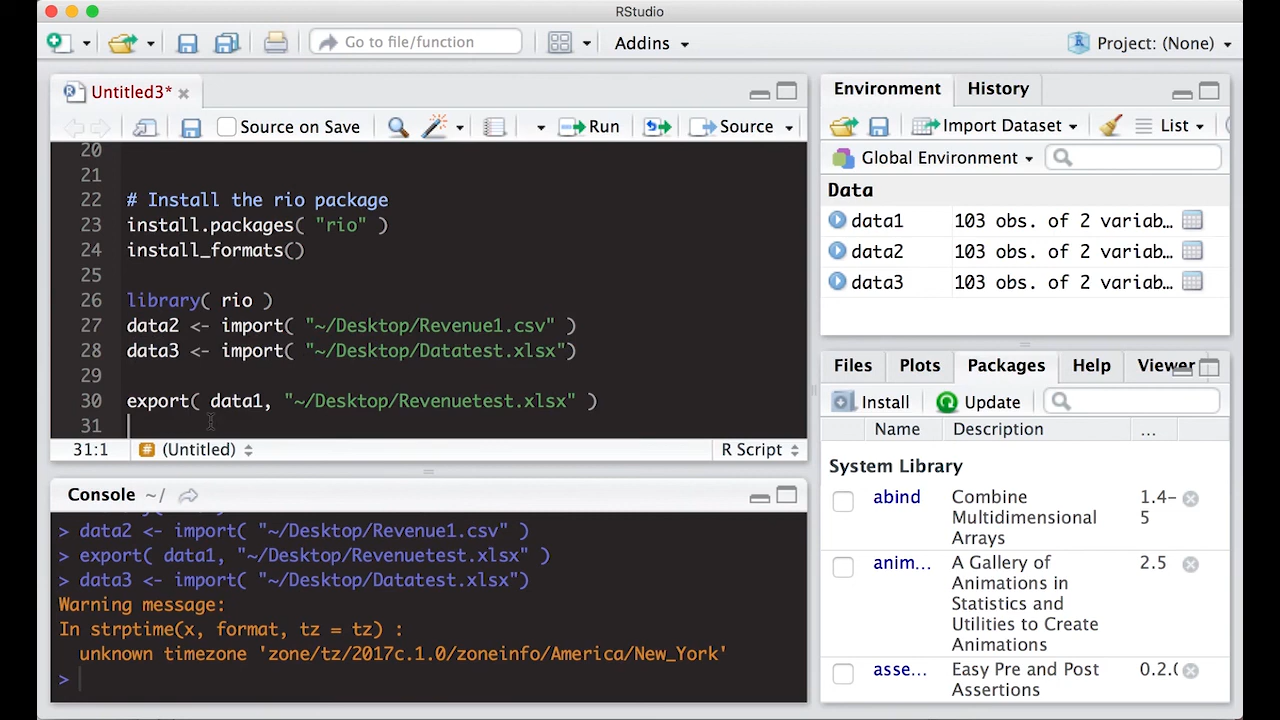 RStudio
Go to file/function
Addins
Project: (None)
Untitled3*
Source on Save
Run
Source
20
21
22 # Install the rio package
23 install.packages( "rio" )
24 install_formats()
25
26 library( rio )
27 data2 <- import( "~/Desktop/Revenue1.csv" )
28 data3 <- import( "~/Desktop/Datatest.xlsx")
29
30 export( data1, "~/Desktop/Revenuetest.xlsx" )
31
31:1 # (Untitled) R Script
Console ~/
> data2 <- import( "~/Desktop/Revenue1.csv" )
> export( data1, "~/Desktop/Revenuetest.xlsx" )
> data3 <- import( "~/Desktop/Datatest.xlsx")
Warning message:
In strptime(x, format, tz = tz) :
unknown timezone 'zone/tz/2017c.1.0/zoneinfo/America/New_York'
>
Environment History
Import Dataset List
Global Environment
Data
data1 103 obs. of 2 variab…
data2 103 obs. of 2 variab…
data3 103 obs. of 2 variab…
Files Plots Packages Help Viewer
Install Update
Name Description ...
System Library
abind Combine 1.4-
Multidimensional 5
Arrays
anim… A Gallery of 2.5
Animations in
Statistics and
Utilities to Create
Animations
asse… Easy Pre and Post 0.2.0
Assertions